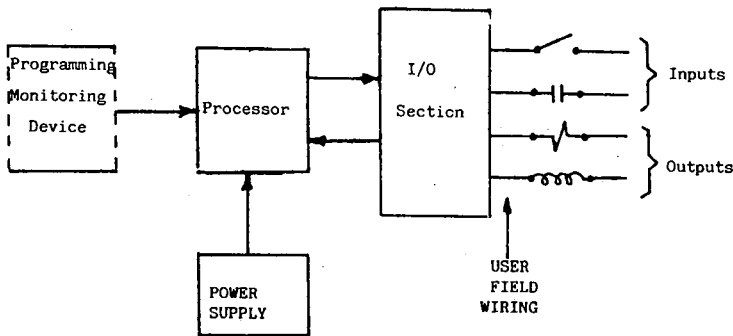 Programming
Monitoring
Device
Processor
I/O
Section
Inputs
Outputs
POWER
SUPPLY
USER
FIELD
WIRING